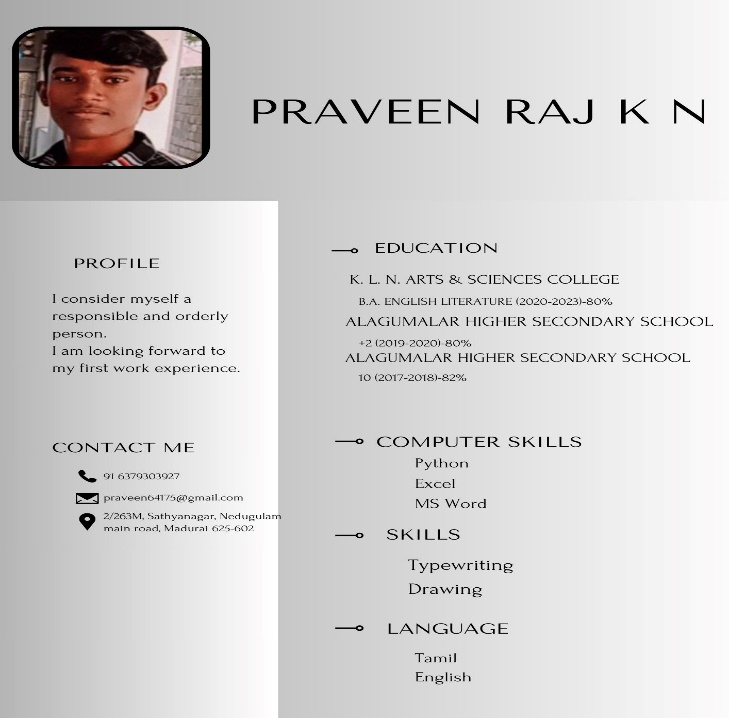 PRAVEEN RAJ K N
PROFILE
I consider myself a
responsible and orderly
person.
I am looking forward to
my first work experience.
CONTACT ME
91 6379303927
praveen64175@gmail.com
2/263M, Sathyanagar, Nedugulam
main road, Madurai 625-602
EDUCATION
K. L. N. ARTS & SCIENCES COLLEGE
B.A. ENGLISH LITERATURE (2020-2023)-80%
ALAGUMALAR HIGHER SECONDARY SCHOOL
+2 (2019-2020)-80%
ALAGUMALAR HIGHER SECONDARY SCHOOL
10 (2017-2018)-82%
COMPUTER SKILLS
Python
Excel
MS Word
SKILLS
Typewriting
Drawing
LANGUAGE
Tamil
English